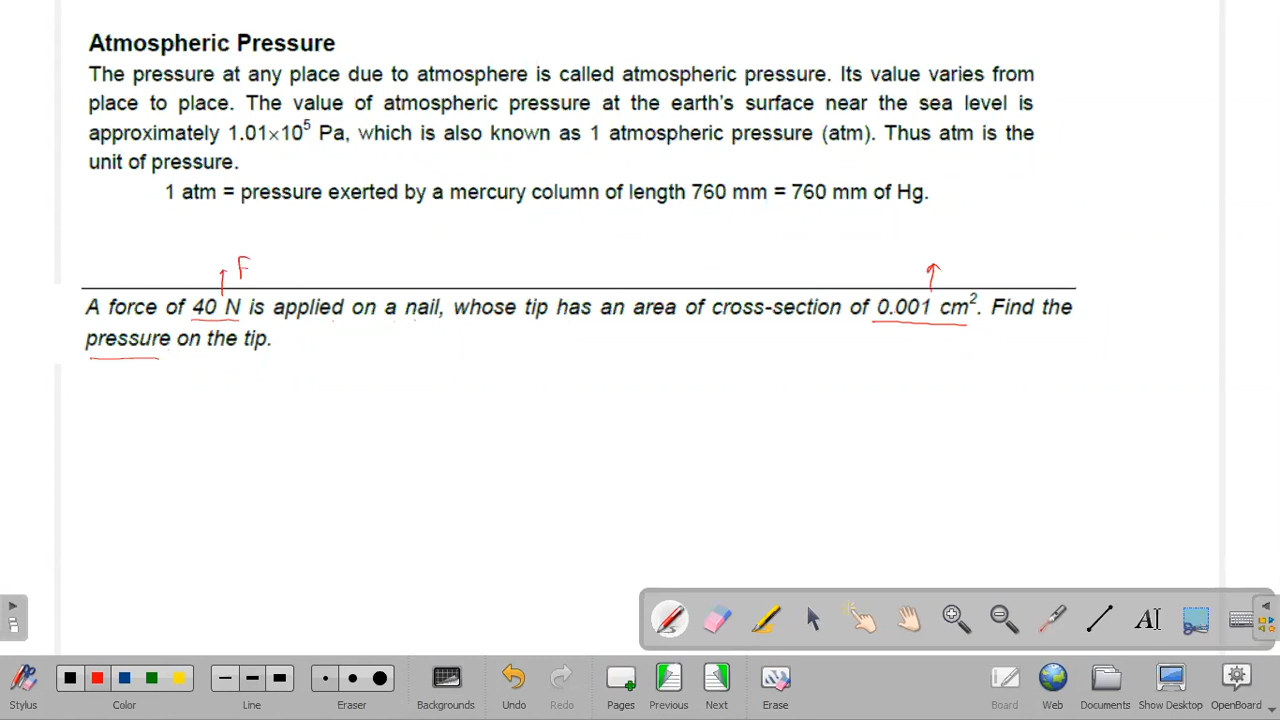 Atmospheric Pressure
The pressure at any place due to atmosphere is called atmospheric pressure. Its value varies from
place to place. The value of atmospheric pressure at the earth's surface near the sea level is
approximately 1.01×10⁵ Pa, which is also known as 1 atmospheric pressure (atm). Thus atm is the
unit of pressure.
1 atm = pressure exerted by a mercury column of length 760 mm = 760 mm of Hg.
F
A force of 40 N is applied on a nail, whose tip has an area of cross-section of 0.001 cm². Find the
pressure on the tip.
AI
Stylus Color Line Eraser Backgrounds Undo Redo Pages Previous Next Erase Board Web Documents Show Desktop OpenBoard